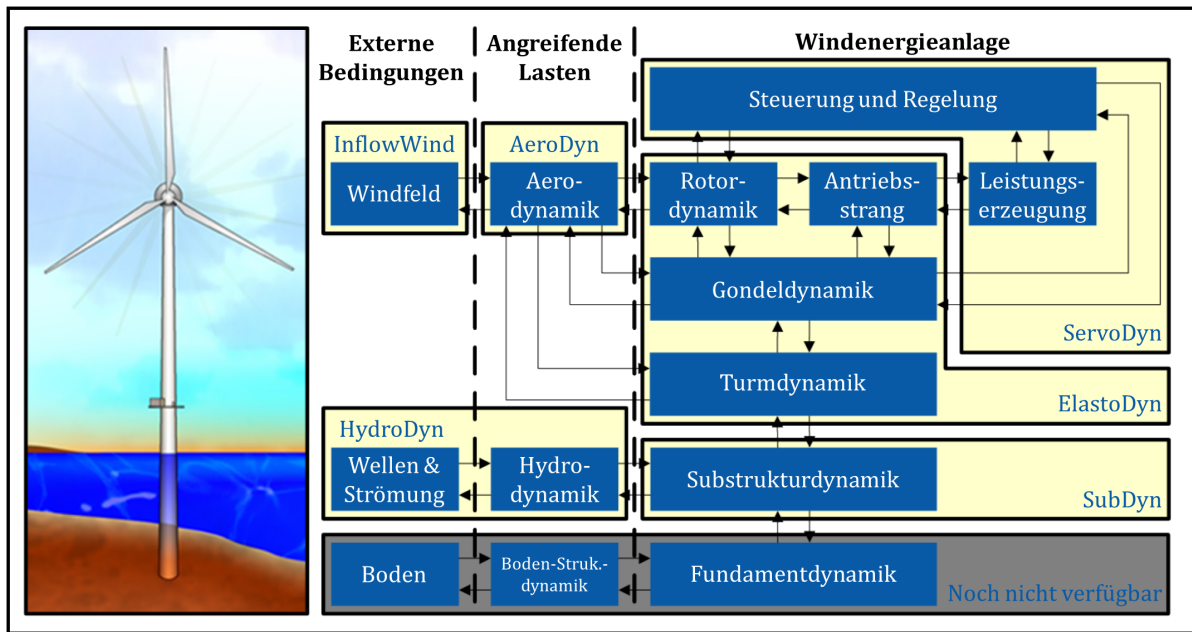 Externe
Bedingungen
Angreifende
Lasten
Windenergieanlage
Steuerung und Regelung
InflowWind
AeroDyn
Windfeld
Aero-
dynamik
Rotor-
dynamik
Antriebs-
strang
Leistungs-
erzeugung
Gondeldynamik
ServoDyn
Turmdynamik
ElastoDyn
HydroDyn
Wellen &
Strömung
Hydro-
dynamik
Substrukturdynamik
SubDyn
Boden
Boden-Struk.-
dynamik
Fundamentdynamik
Noch nicht verfügbar